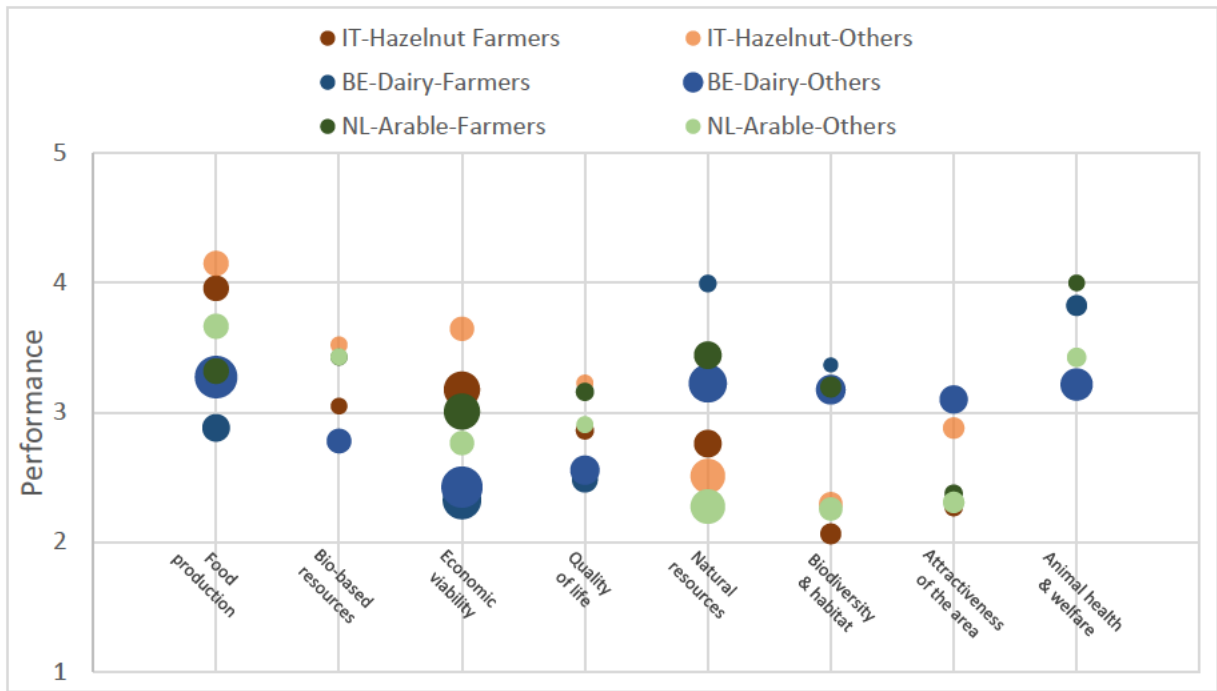 IT-Hazelnut Farmers
IT-Hazelnut-Others
BE-Dairy-Farmers
BE-Dairy-Others
NL-Arable-Farmers
NL-Arable-Others
5
4
3
2
1
Performance
Food
production
Bio-based
resources
Economic
viability
Quality
of life
Natural
resources
Biodiversity
& habitat
Attractiveness
of the area
Animal health
& welfare